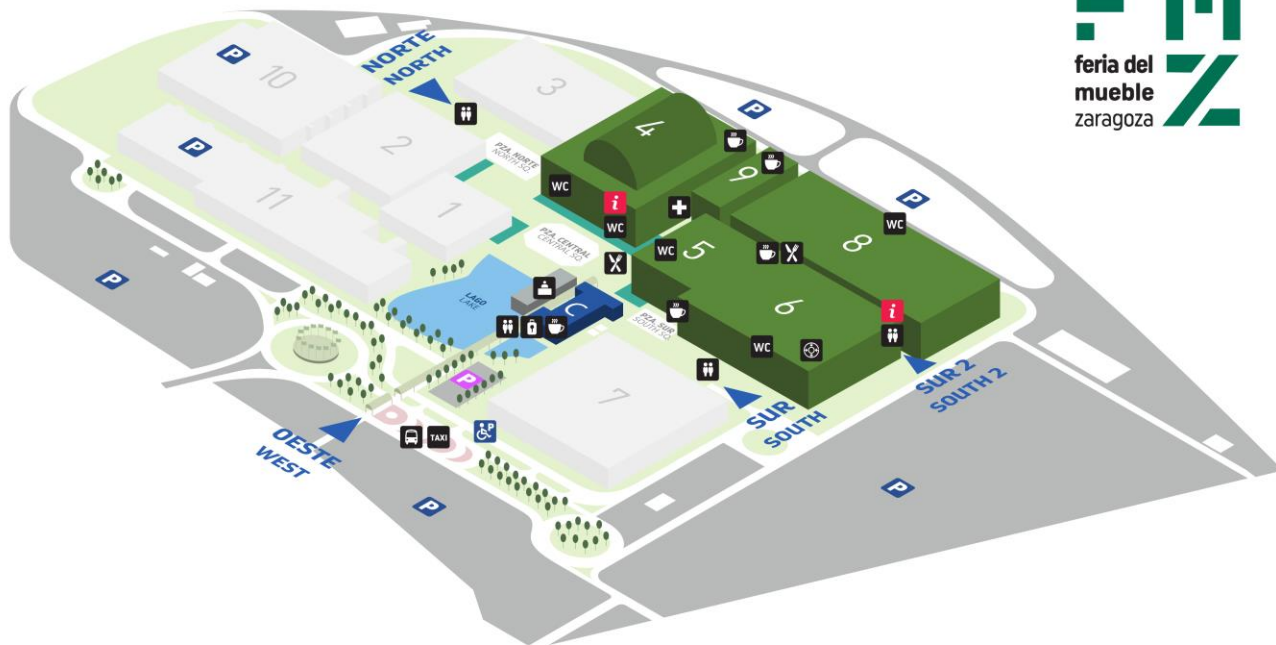 F M
feria del
mueble
zaragoza
Z
P
10
NORTE
NORTH
3
P
P
2
4
9
P
11
1
PZA. NORTE
NORTH SQ.
WC
i
WC
PZA. CENTRAL
CENTRAL SQ.
WC
5
8
WC
P
LAGO
LAKE
C
6
i
PZA. SUR
SOUTH SQ.
WC
P
7
SUR
SOUTH
SUR 2
SOUTH 2
OESTE
WEST
TAXI
P
P
P